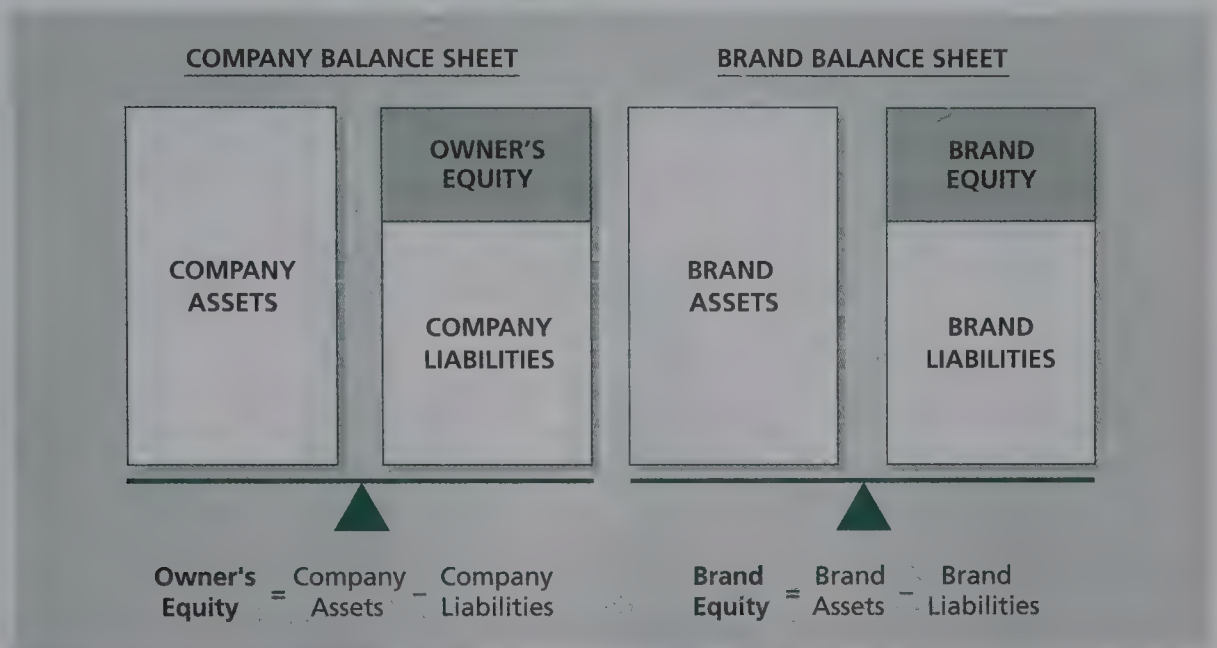 COMPANY BALANCE SHEET
COMPANY
ASSETS
OWNER'S
EQUITY
COMPANY
LIABILITIES
Owner's
Equity
=
Company
Assets
–
Company
Liabilities
BRAND BALANCE SHEET
BRAND
ASSETS
BRAND
EQUITY
BRAND
LIABILITIES
Brand
Equity
=
Brand
Assets
–
Brand
Liabilities